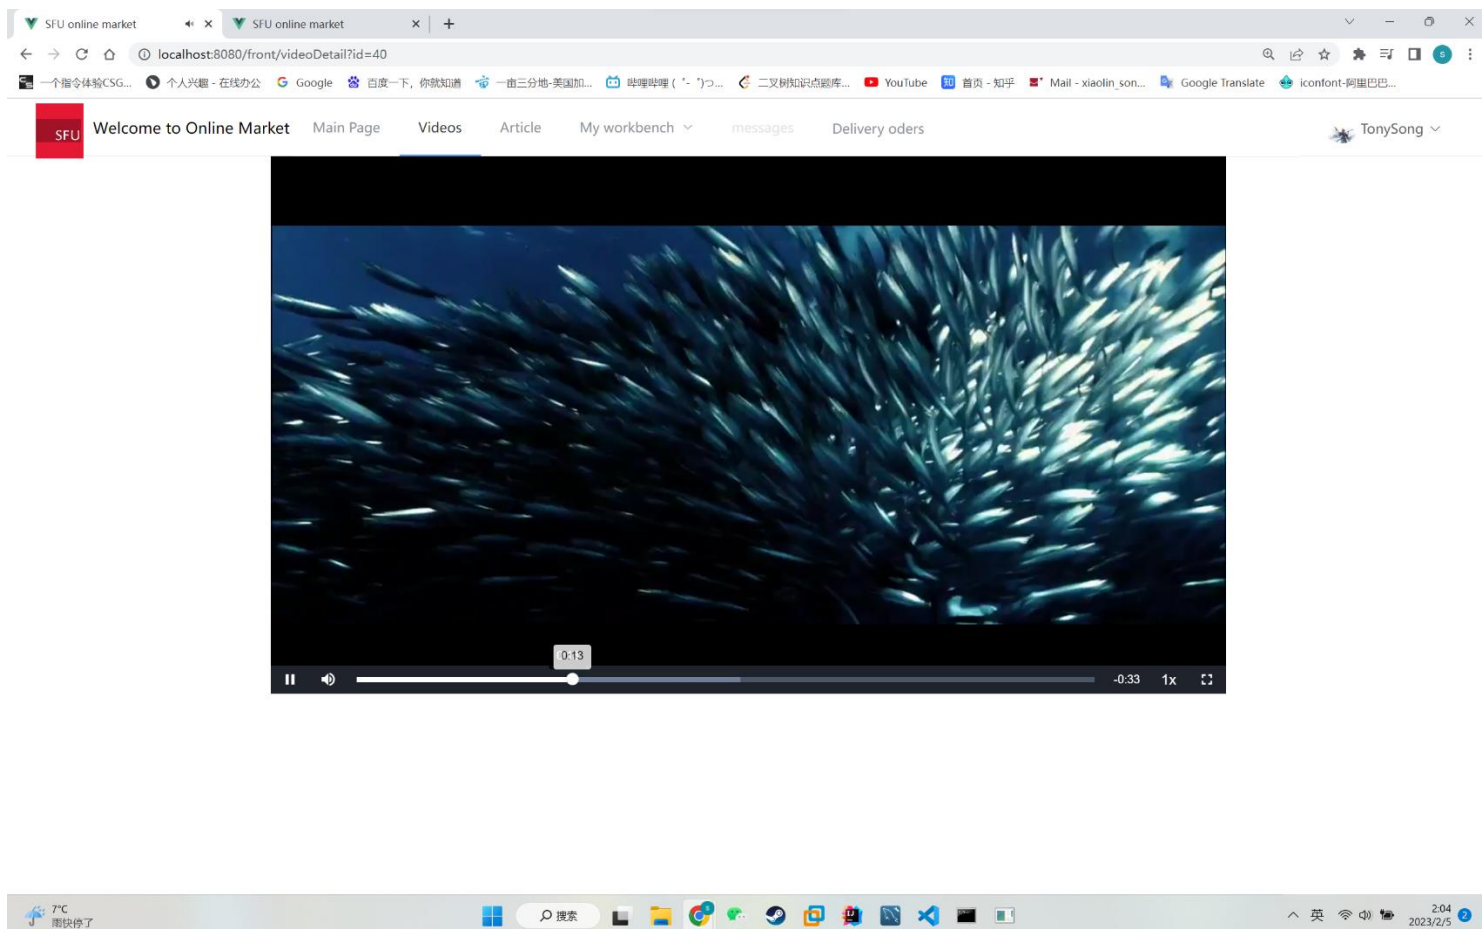 SFU online market
SFU online market
localhost:8080/front/videoDetail?id=40
一个指令体验CSG...
个人兴趣 - 在线办公
Google
百度一下，你就知道
一亩三分地-美国加...
哔哩哔哩 ( ゜- ゜)つ...
二叉树知识点题库...
YouTube
首页 - 知乎
Mail - xiaolin_son...
Google Translate
iconfont-阿里巴巴...
SFU
Welcome to Online Market
Main Page
Videos
Article
My workbench
messages
Delivery oders
TonySong
0:13
-0:33
1x
7°C
雨快停了
搜索
英
2:04
2023/2/5
2